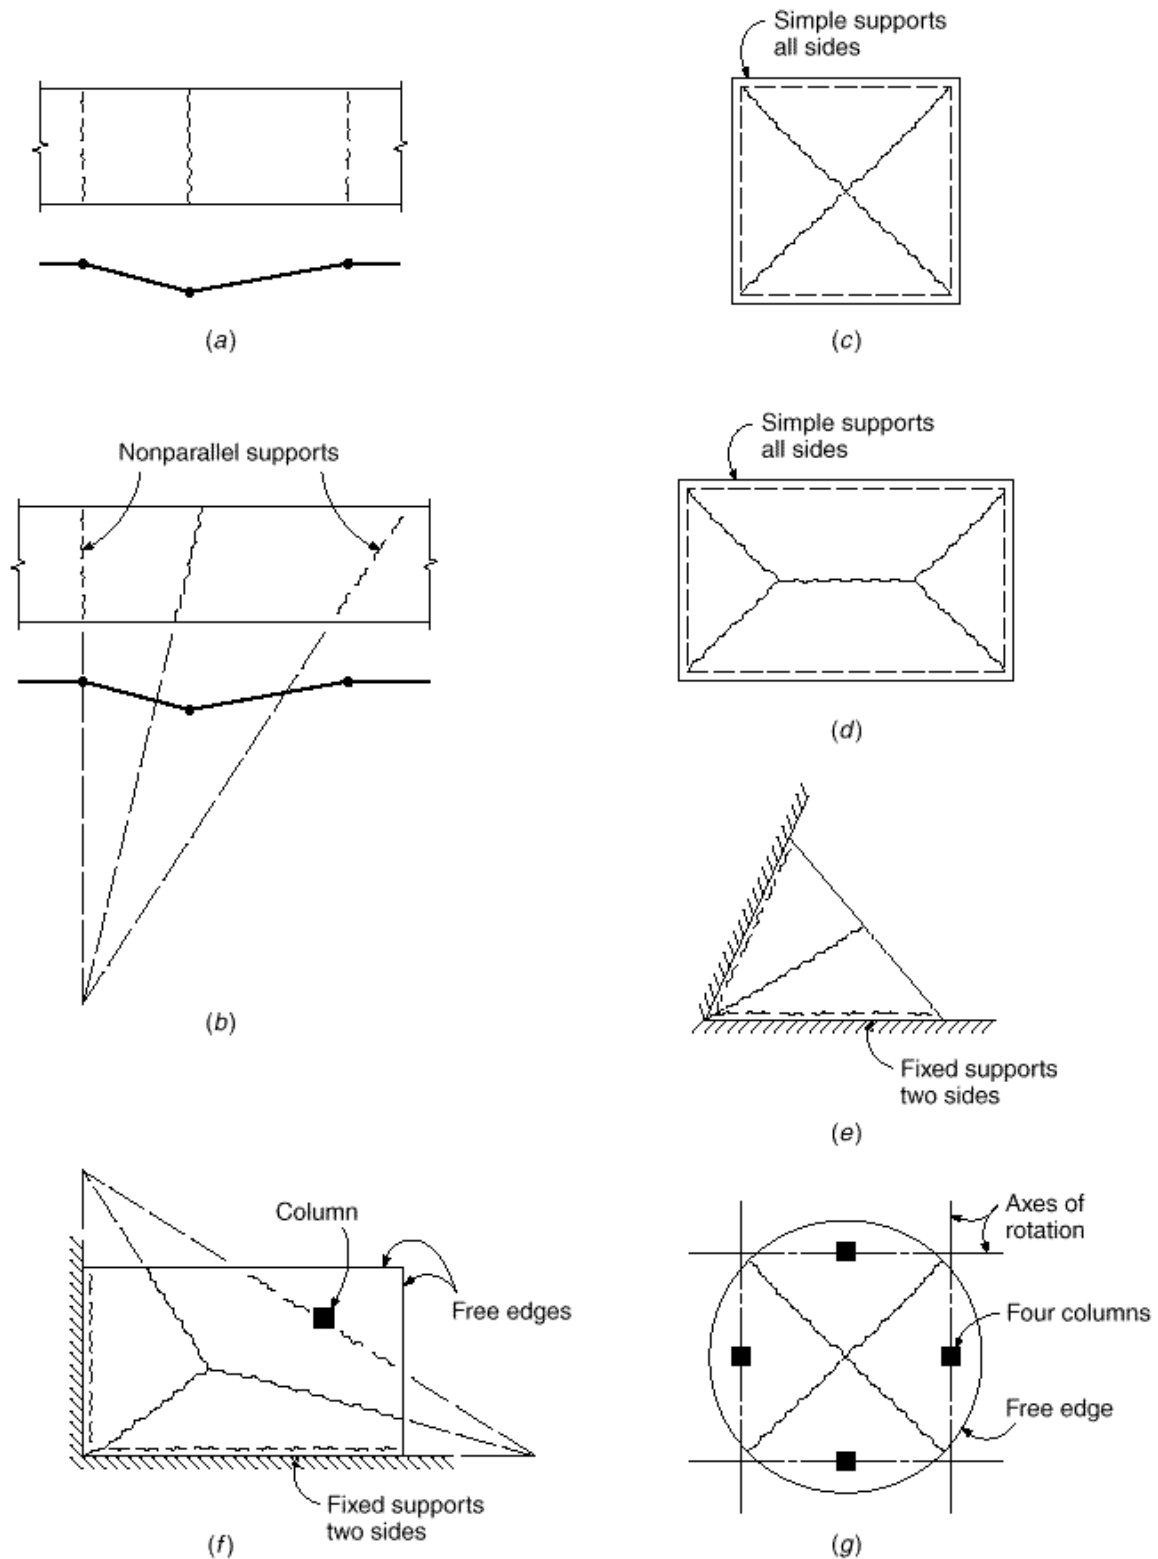 Simple supports
all sides
(a)
(c)
Nonparallel supports
Simple supports
all sides
(d)
(b)
Fixed supports
two sides
(e)
Column
Free edges
Axes of
rotation
Four columns
Free edge
Fixed supports
two sides
(f)
(g)